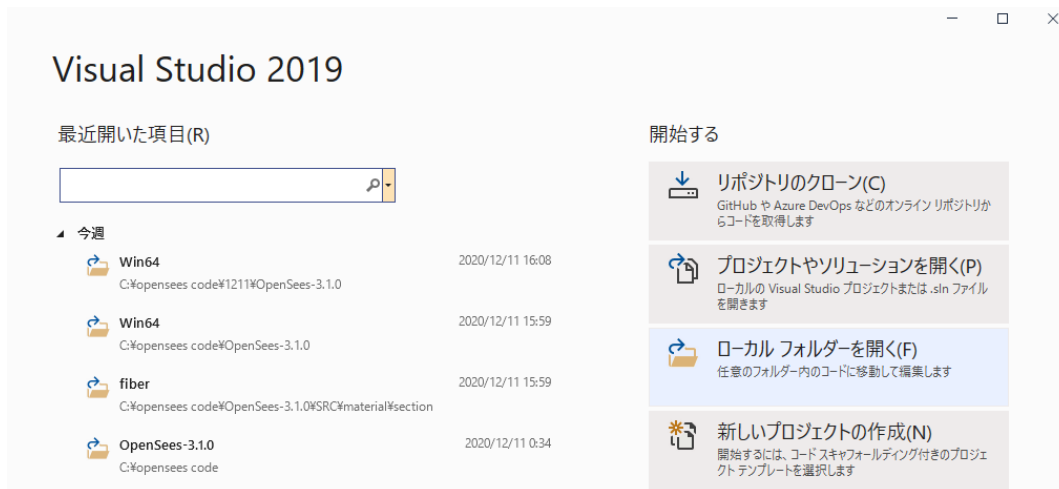 Visual Studio 2019
最近開いた項目(R)
今週
Win64 2020/12/11 16:08
C:¥opensees code¥1211¥OpenSees-3.1.0
Win64 2020/12/11 15:59
C:¥opensees code¥OpenSees-3.1.0
fiber 2020/12/11 15:59
C:¥opensees code¥OpenSees-3.1.0¥SRC¥material¥section
OpenSees-3.1.0 2020/12/11 0:34
C:¥opensees code
開始する
リポジトリのクローン(C)
GitHub や Azure DevOps などのオンライン リポジトリか
らコードを取得します
プロジェクトやソリューションを開く(P)
ローカルの Visual Studio プロジェクトまたは .sln ファイル
を開きます
ローカル フォルダーを開く(F)
任意のフォルダー内のコードに移動して編集します
新しいプロジェクトの作成(N)
開始するには、コード スキャフォールディング付きのプロジェ
クト テンプレートを選択します